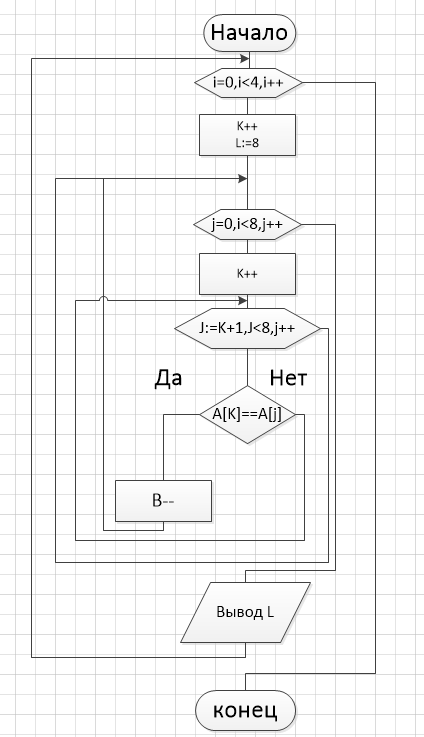 Начало
i=0,i<4,i++
K++
L:=8
j=0,i<8,j++
K++
J:=K+1,J<8,j++
Да
Нет
A[K]==A[j]
B--
Вывод L
конец